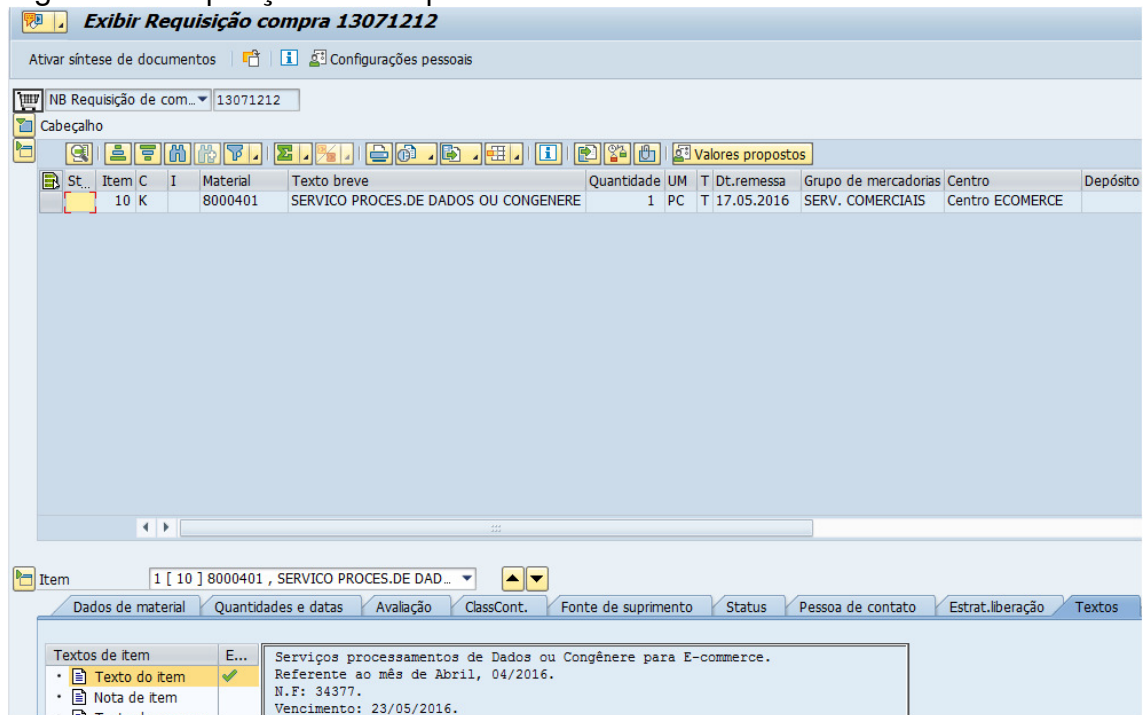 Exibir Requisição compra 13071212
Ativar síntese de documentos Configurações pessoais
NB Requisição de com... 13071212
Cabeçalho
Valores propostos
St... Item C I Material Texto breve Quantidade UM T Dt.remessa Grupo de mercadorias Centro Depósito
10 K 8000401 SERVICO PROCES.DE DADOS OU CONGENERE 1 PC T 17.05.2016 SERV. COMERCIAIS Centro ECOMERCE
Item 1 [ 10 ] 8000401 , SERVICO PROCES.DE DAD...
Dados de material Quantidades e datas Avaliação ClassCont. Fonte de suprimento Status Pessoa de contato Estrat.liberação Textos
Textos de item E...
Texto do item
Nota de item
Serviços processamentos de Dados ou Congênere para E-commerce.
Referente ao mês de Abril, 04/2016.
N.F: 34377.
Vencimento: 23/05/2016.